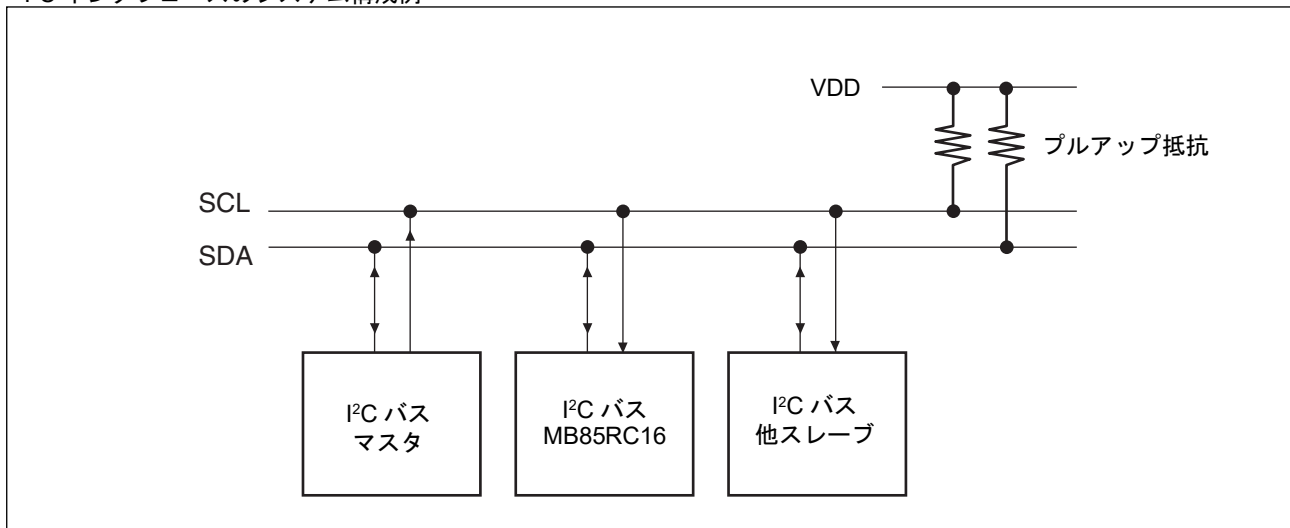 VDD
プルアップ抵抗
SCL
SDA
I²C バス
マスタ
I²C バス
MB85RC16
I²C バス
他スレーブ